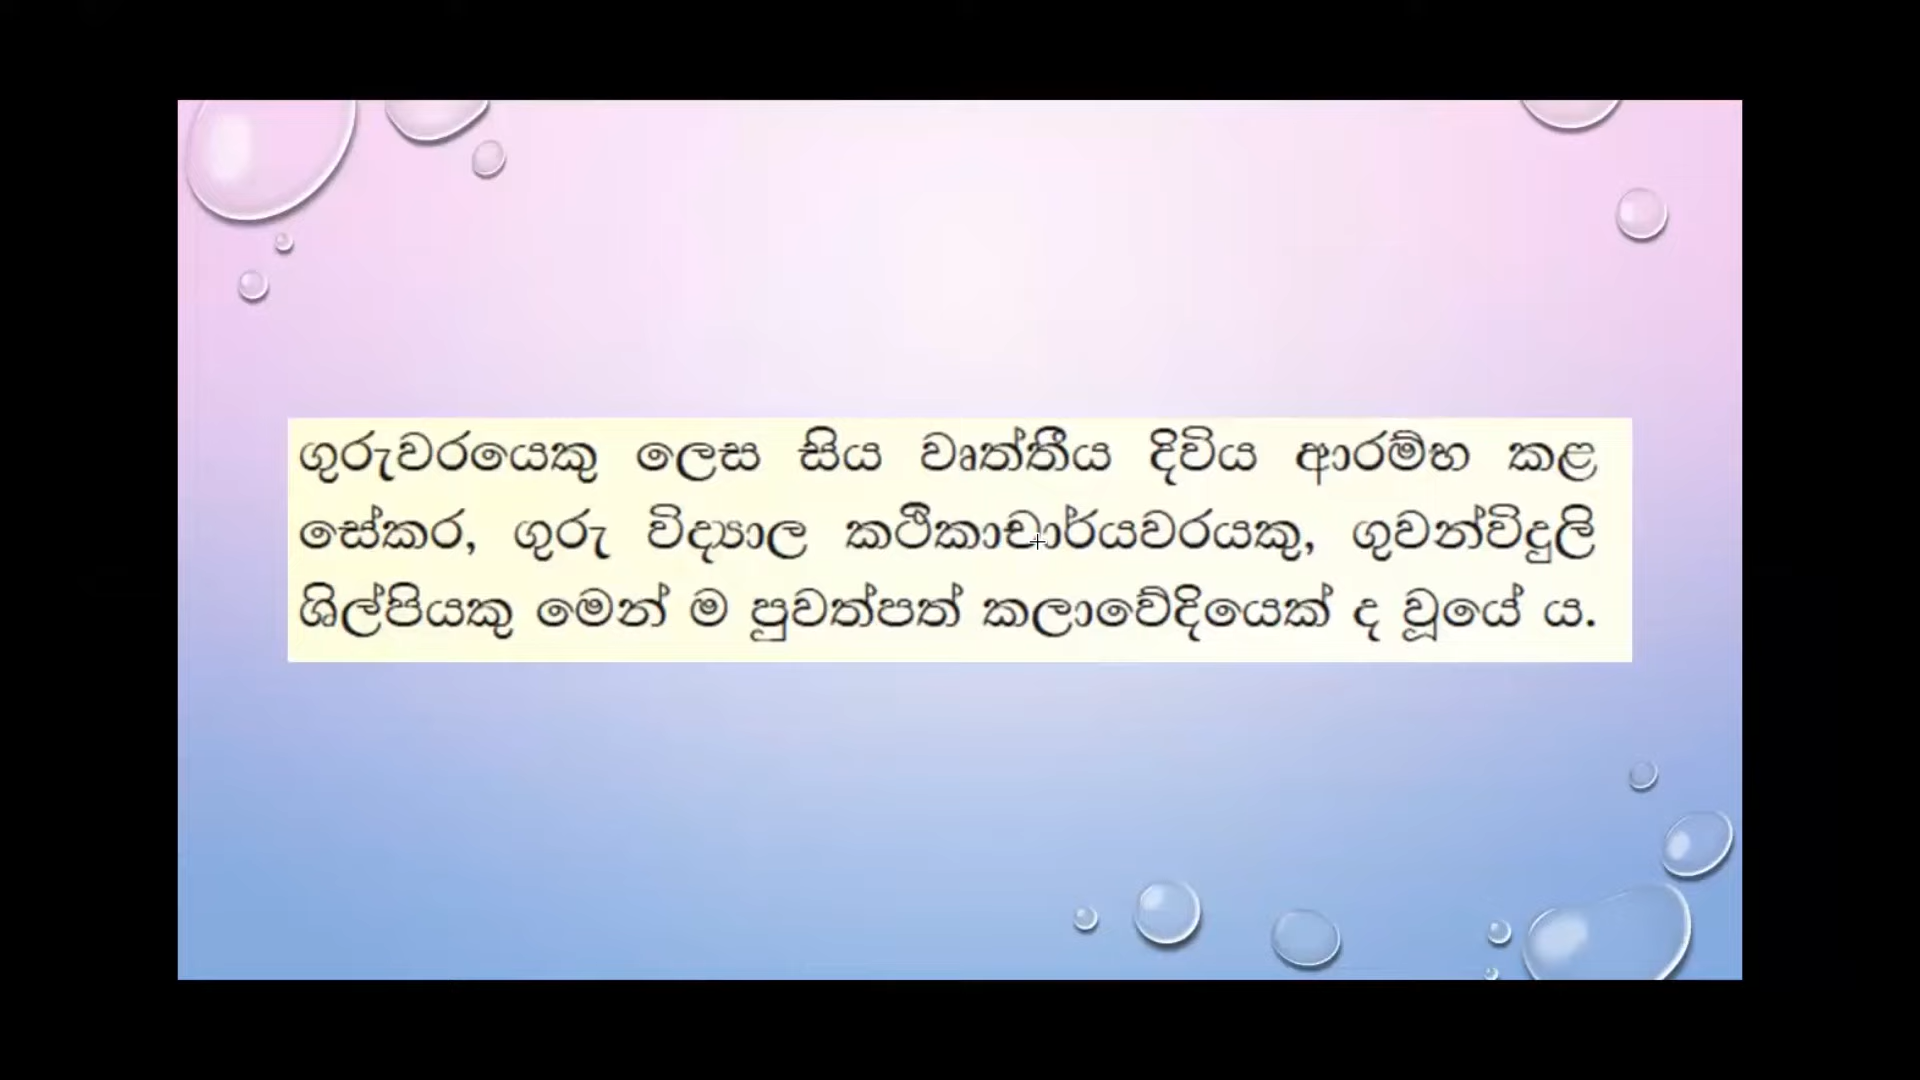 ගුරුවරයෙකු ලෙස සිය වෘත්තීය දිවිය ආරම්භ කළ
සේකර, ගුරු විද්‍යාල කථිකාචාර්යවරයකු, ගුවන්විදුලි
ශිල්පියකු මෙන් ම පුවත්පත් කලාවේදියෙක් ද වූයේ ය.